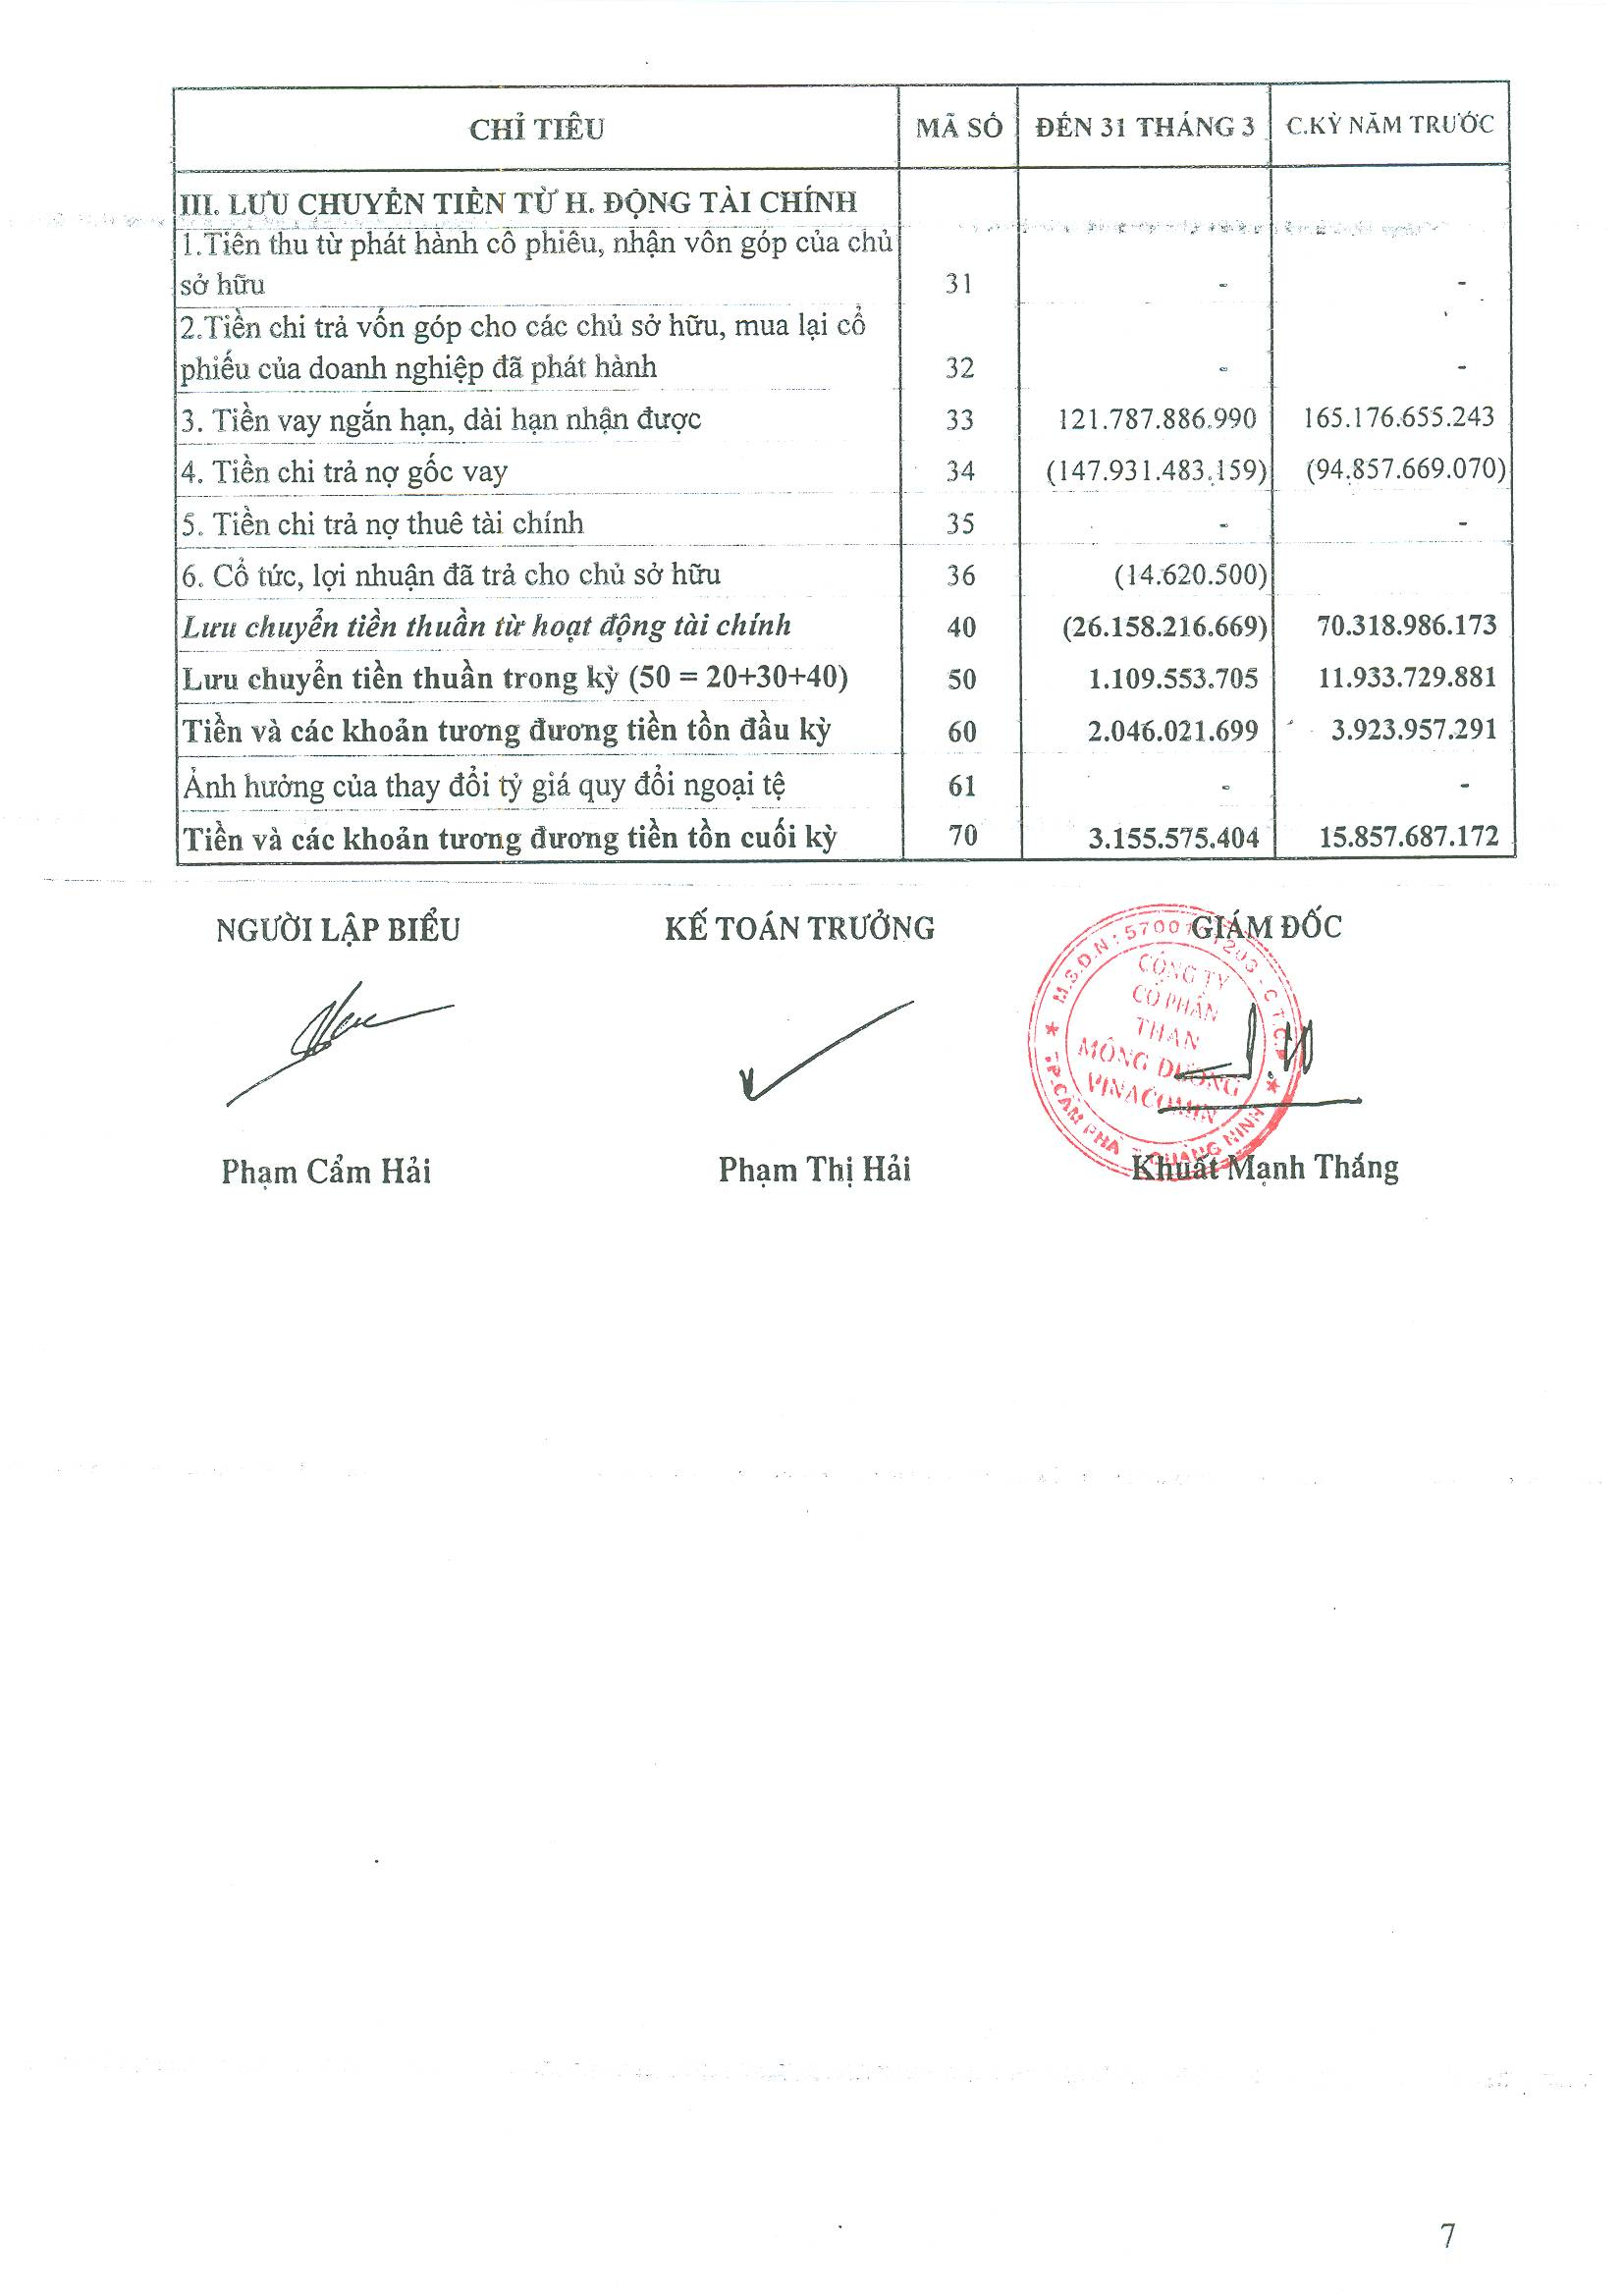 CHỈ TIÊU MÃ SỐ ĐẾN 31 THÁNG 3 C.KỲ NĂM TRƯỚC
III. LƯU CHUYỂN TIỀN TỪ H. ĐỘNG TÀI CHÍNH
1.Tiền thu từ phát hành cổ phiếu, nhận vốn góp của chủ
sở hữu 31 - -
2.Tiền chi trả vốn góp cho các chủ sở hữu, mua lại cổ
phiếu của doanh nghiệp đã phát hành 32 - -
3. Tiền vay ngắn hạn, dài hạn nhận được 33 121.787.886.990 165.176.655.243
4. Tiền chi trả nợ gốc vay 34 (147.931.483.159) (94.857.669.070)
5. Tiền chi trả nợ thuê tài chính 35 - -
6. Cổ tức, lợi nhuận đã trả cho chủ sở hữu 36 (14.620.500)
Lưu chuyển tiền thuần từ hoạt động tài chính 40 (26.158.216.669) 70.318.986.173
Lưu chuyển tiền thuần trong kỳ (50 = 20+30+40) 50 1.109.553.705 11.933.729.881
Tiền và các khoản tương đương tiền tồn đầu kỳ 60 2.046.021.699 3.923.957.291
Ảnh hưởng của thay đổi tỷ giá quy đổi ngoại tệ 61 - -
Tiền và các khoản tương đương tiền tồn cuối kỳ 70 3.155.575.404 15.857.687.172
NGƯỜI LẬP BIỂU KẾ TOÁN TRƯỞNG GIÁM ĐỐC
CÔNG TY
CỔ PHẦN
THAN
MÔNG DƯƠNG
VINACOMIN
TP.CẨM PHẢ T.QUẢNG NINH
Phạm Cẩm Hải Phạm Thị Hải Khuất Mạnh Thắng
7